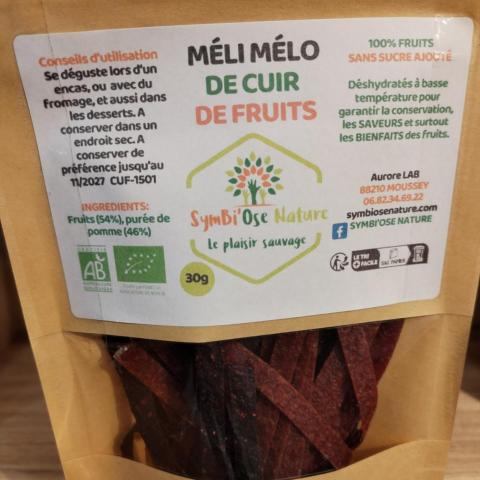 Conseils d'utilisation
Se déguste lors d'un
encas, ou avec du
fromage, et aussi dans
les desserts. A
conserver dans un
endroit sec. A
conserver de
préférence jusqu'au
11/2027 CUF-1501
INGREDIENTS:
Fruits (54%), purée de
pomme (46%)
AB
MÉLI MÉLO
DE CUIR
DE FRUITS
SymBi'Ose Nature
Le plaisir sauvage
30g
100% FRUITS
SANS SUCRE AJOUTÉ
Déshydratés à basse
température pour
garantir la conservation,
les SAVEURS et surtout
les BIENFAITS des fruits.
Aurore LAB
88210 MOUSSEY
06.82.34.69.22
symbiosenature.com
SYMBI'OSE NATURE
LE TRI
+ FACILE